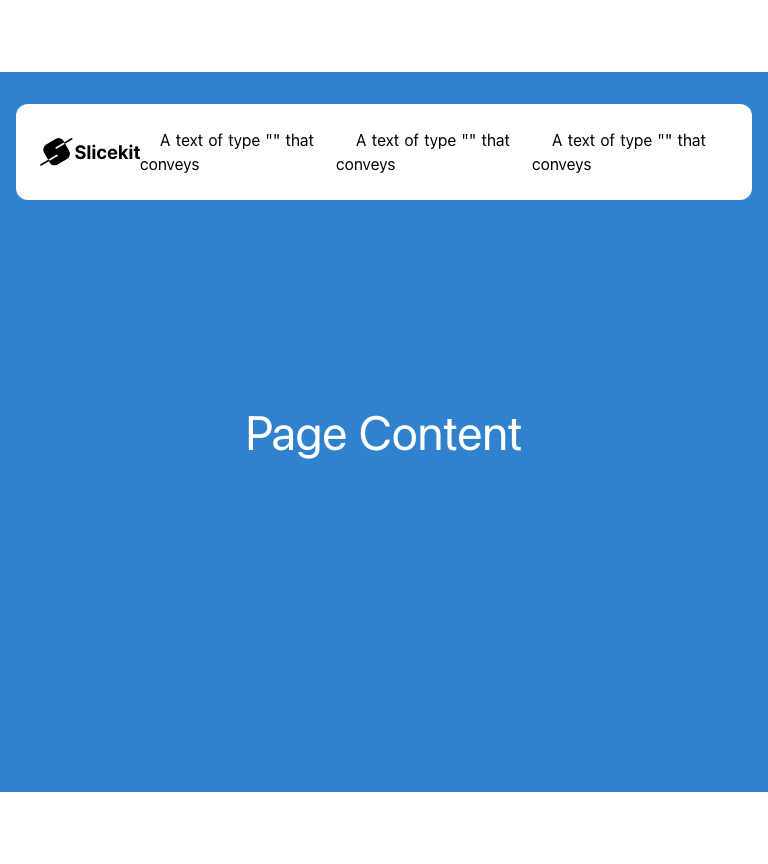 Slicekit
A text of type "" that
conveys
A text of type "" that
conveys
A text of type "" that
conveys
Page Content